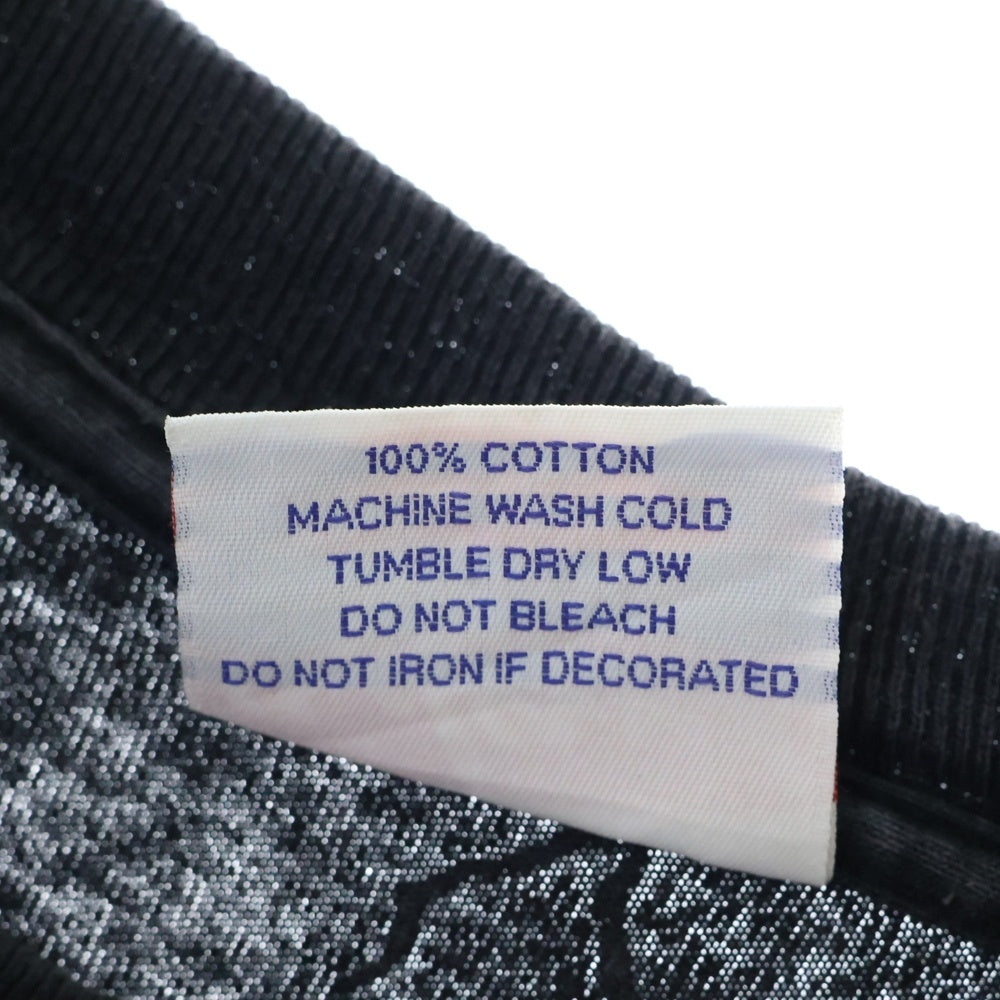 100% COTTON
MACHINE WASH COLD
TUMBLE DRY LOW
DO NOT BLEACH
DO NOT IRON IF DECORATED